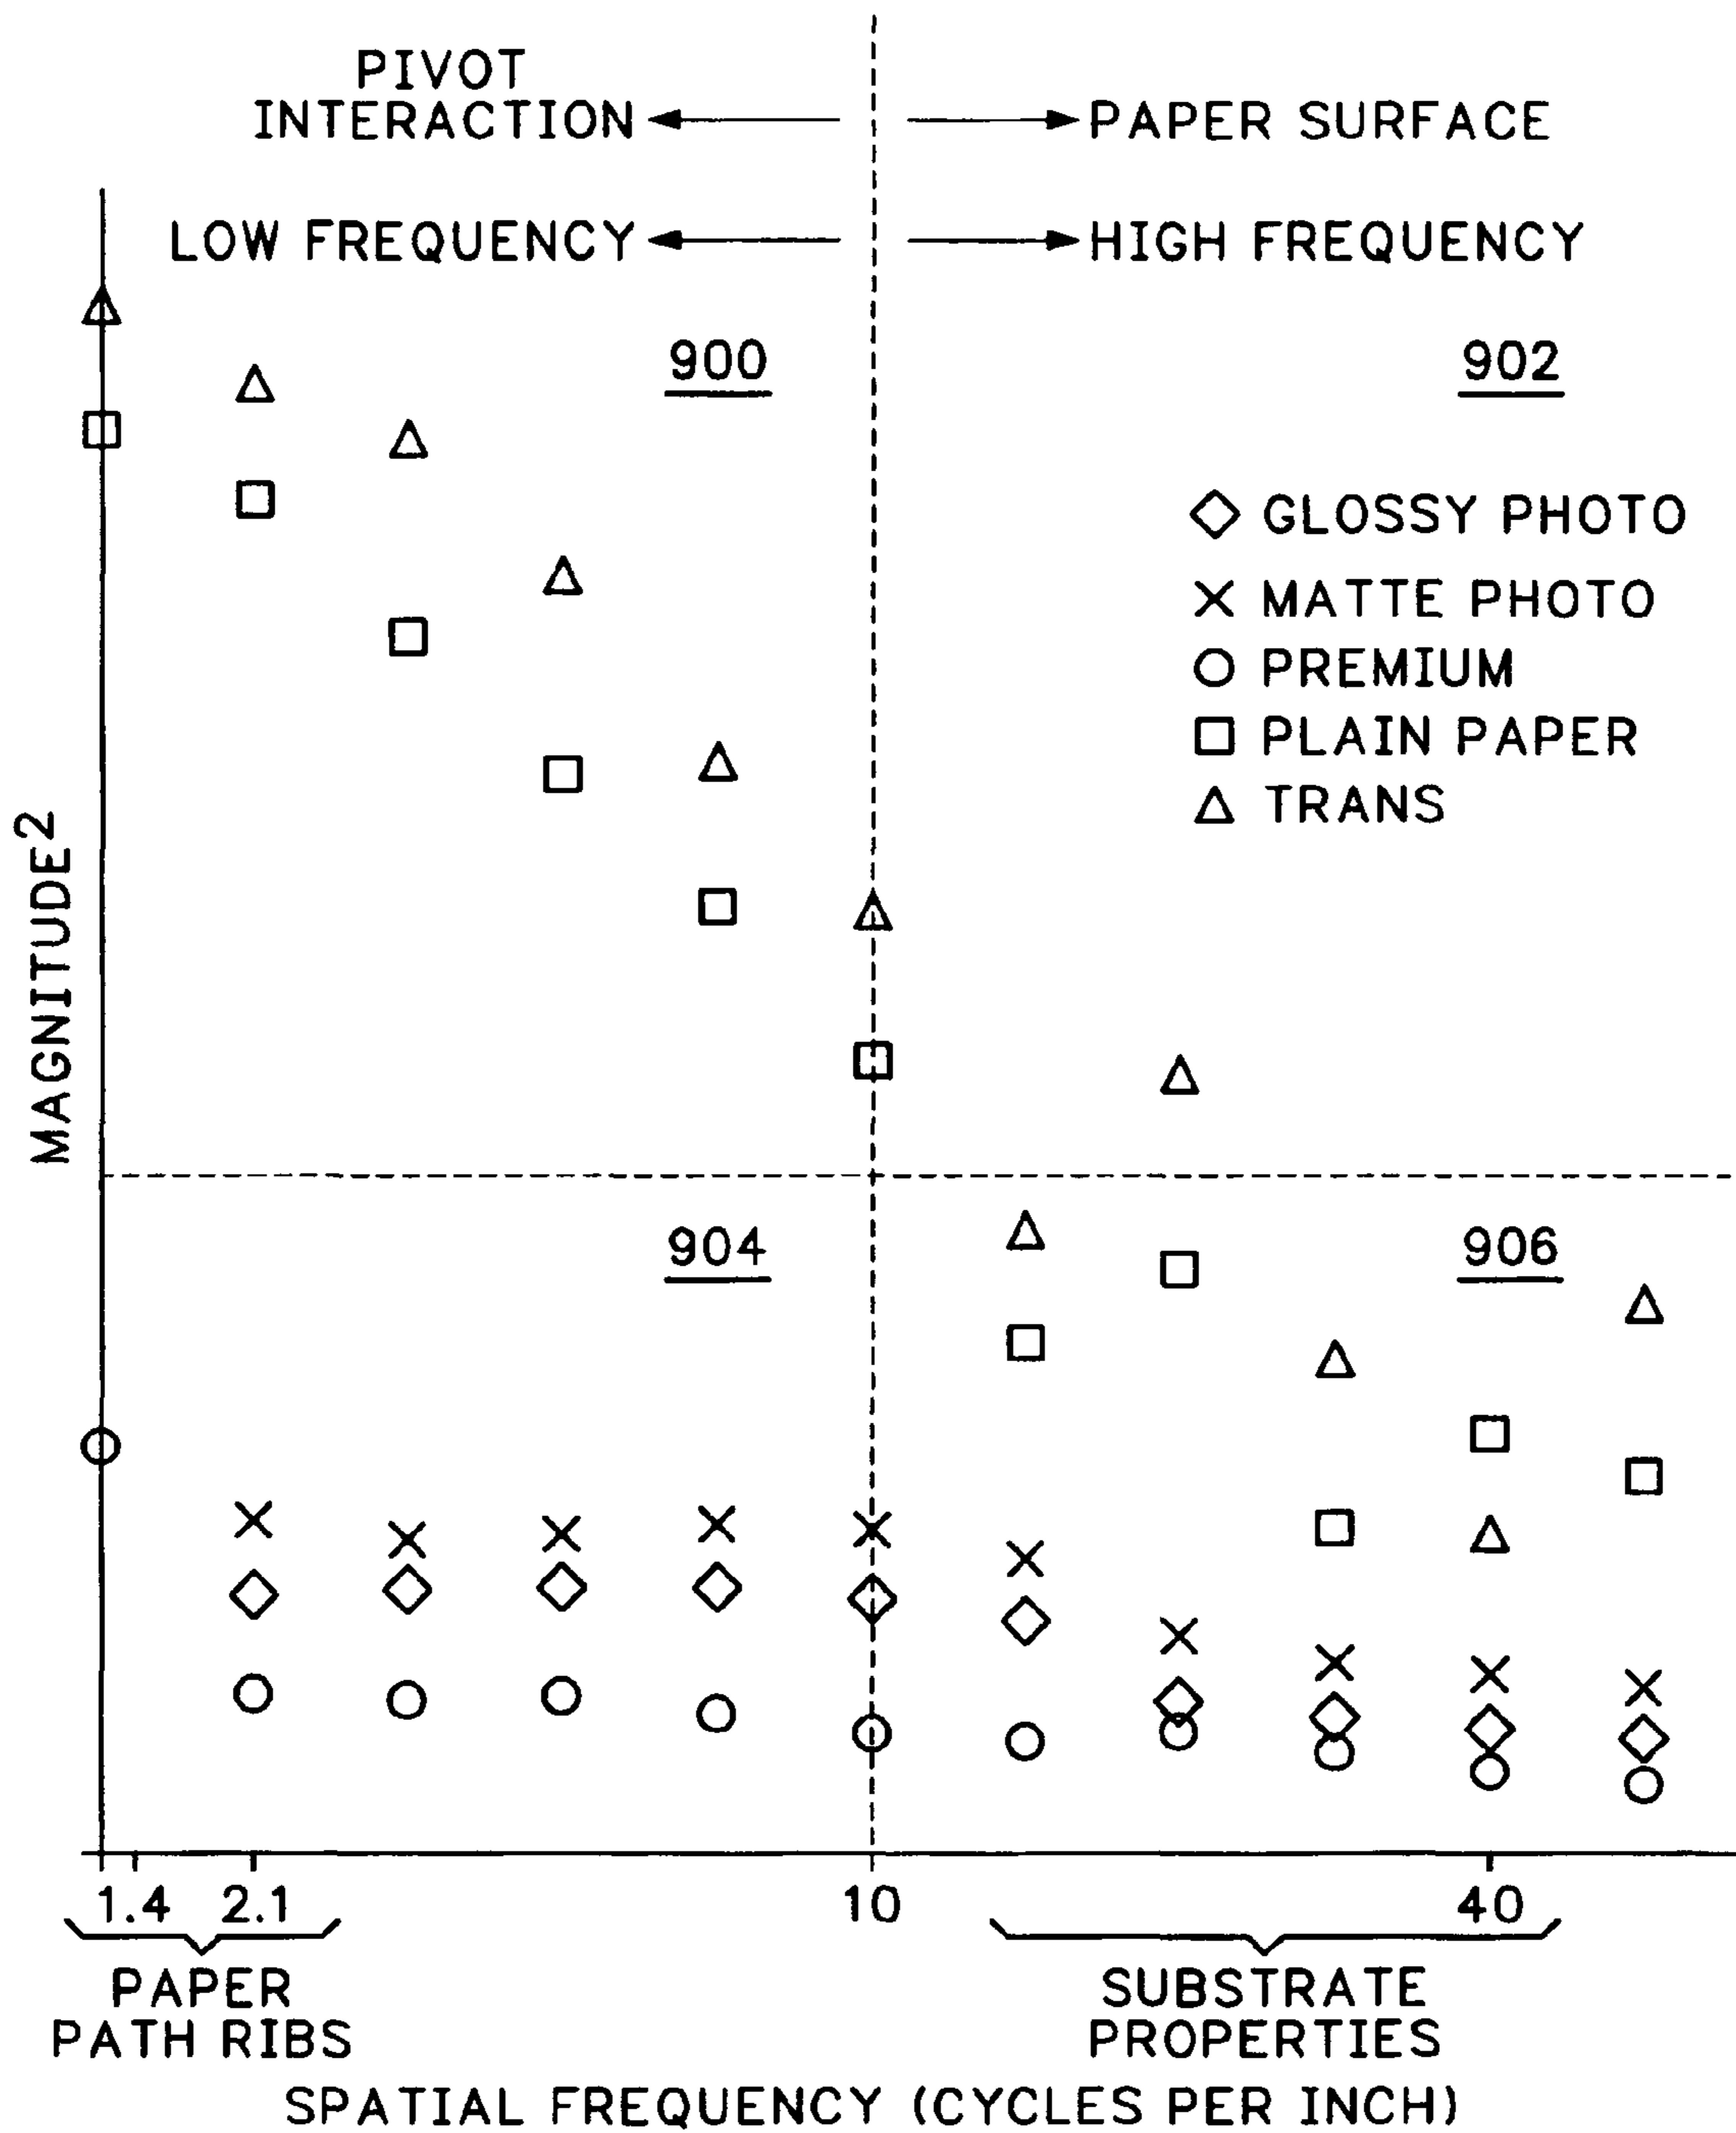 PIVOT
INTERACTION
PAPER SURFACE
LOW FREQUENCY
HIGH FREQUENCY
900
902
GLOSSY PHOTO
MATTE PHOTO
PREMIUM
PLAIN PAPER
TRANS
MAGNITUDE²
904
906
1.4 2.1 10 40
PAPER
PATH RIBS
SUBSTRATE
PROPERTIES
SPATIAL FREQUENCY (CYCLES PER INCH)